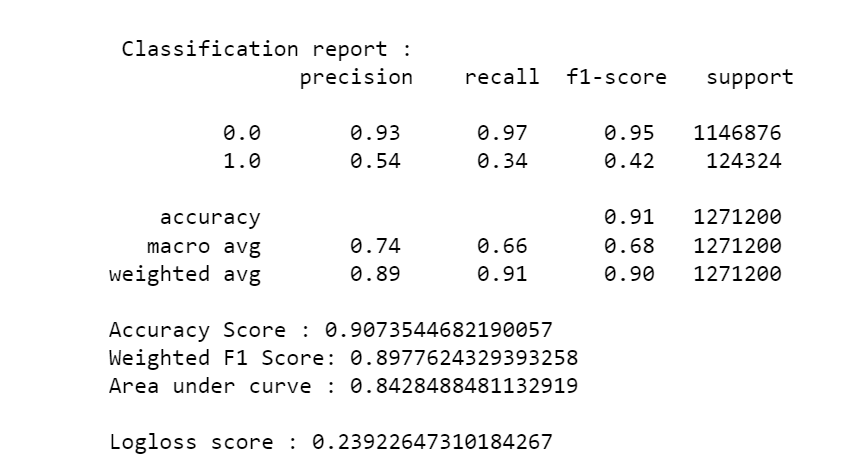 Classification report :
precision recall f1-score support
0.0 0.93 0.97 0.95 1146876
1.0 0.54 0.34 0.42 124324
accuracy 0.91 1271200
macro avg 0.74 0.66 0.68 1271200
weighted avg 0.89 0.91 0.90 1271200
Accuracy Score : 0.9073544682190057
Weighted F1 Score: 0.8977624329393258
Area under curve : 0.8428488481132919
Logloss score : 0.23922647310184267